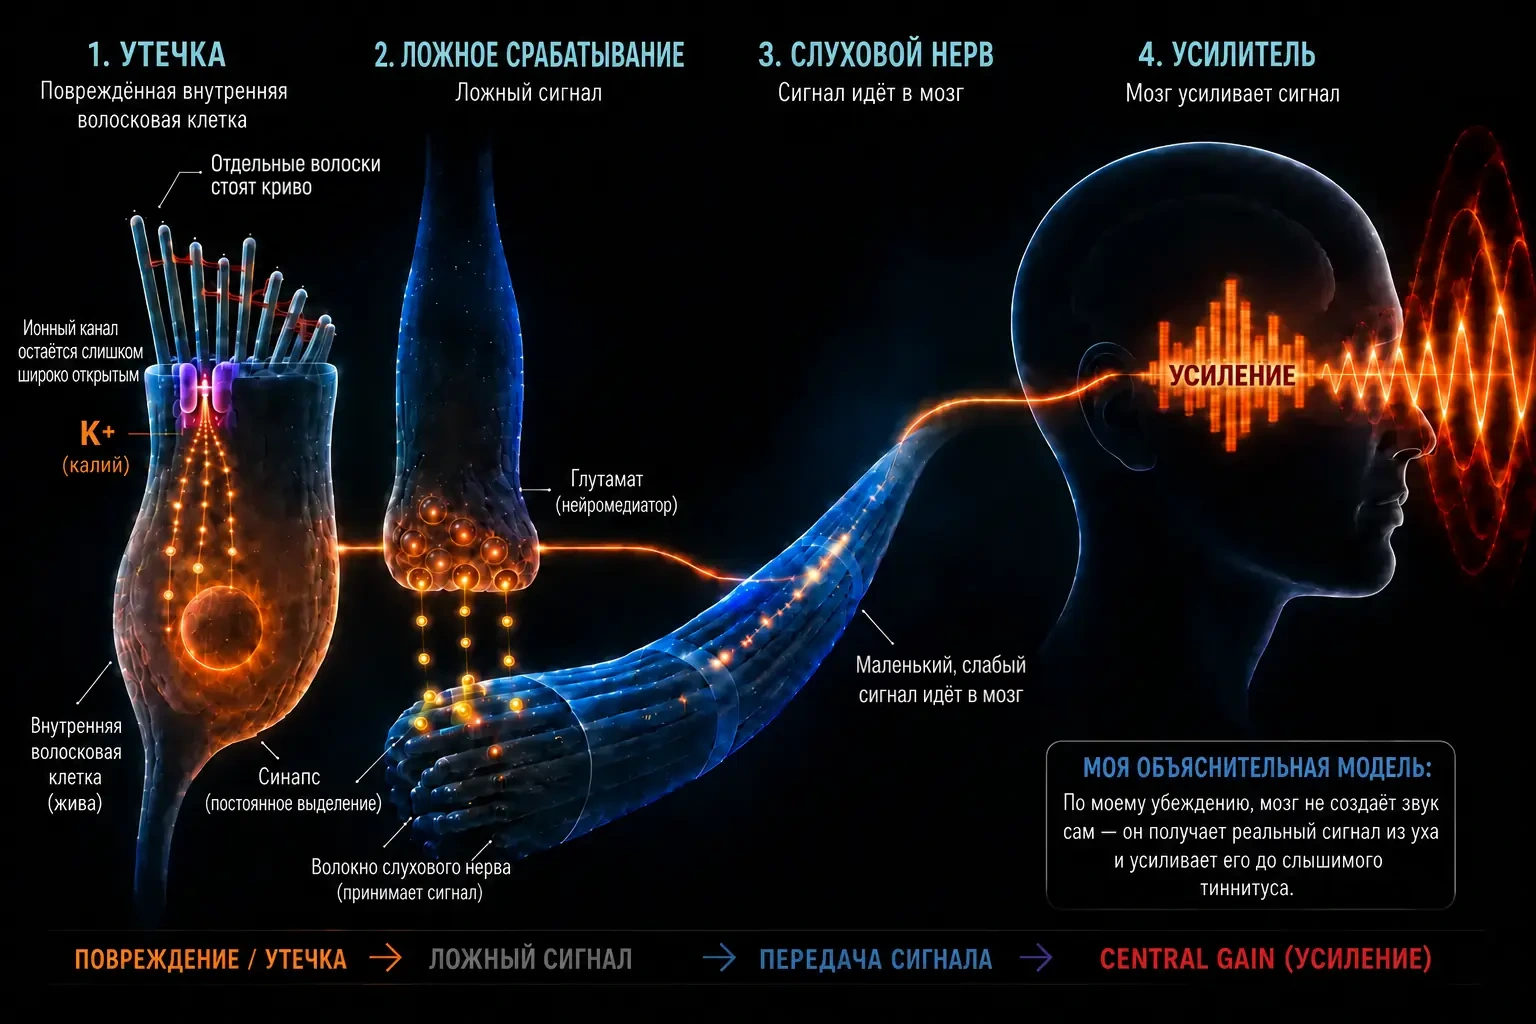 1. УТЕЧКА
Повреждённая внутренняя
волосковая клетка
2. ЛОЖНОЕ СРАБАТЫВАНИЕ
Ложный сигнал
3. СЛУХОВОЙ НЕРВ
Сигнал идёт в мозг
4. УСИЛИТЕЛЬ
Мозг усиливает сигнал
Отдельные волоски
стоят криво
Ионный канал
остаётся слишком
широко открытым
K+
(калий)
Глутамат
(нейромедиатор)
УСИЛЕНИЕ
Маленький, слабый
сигнал идёт в мозг
Внутренняя
волосковая
клетка
(жива)
Синапс
(постоянное выделение)
Волокно слухового нерва
(принимает сигнал)
МОЯ ОБЪЯСНИТЕЛЬНАЯ МОДЕЛЬ:
По моему убеждению, мозг не создаёт звук
сам — он получает реальный сигнал из уха
и усиливает его до слышимого
тиннитуса.
ПОВРЕЖДЕНИЕ / УТЕЧКА → ЛОЖНЫЙ СИГНАЛ → ПЕРЕДАЧА СИГНАЛА → CENTRAL GAIN (УСИЛЕНИЕ)